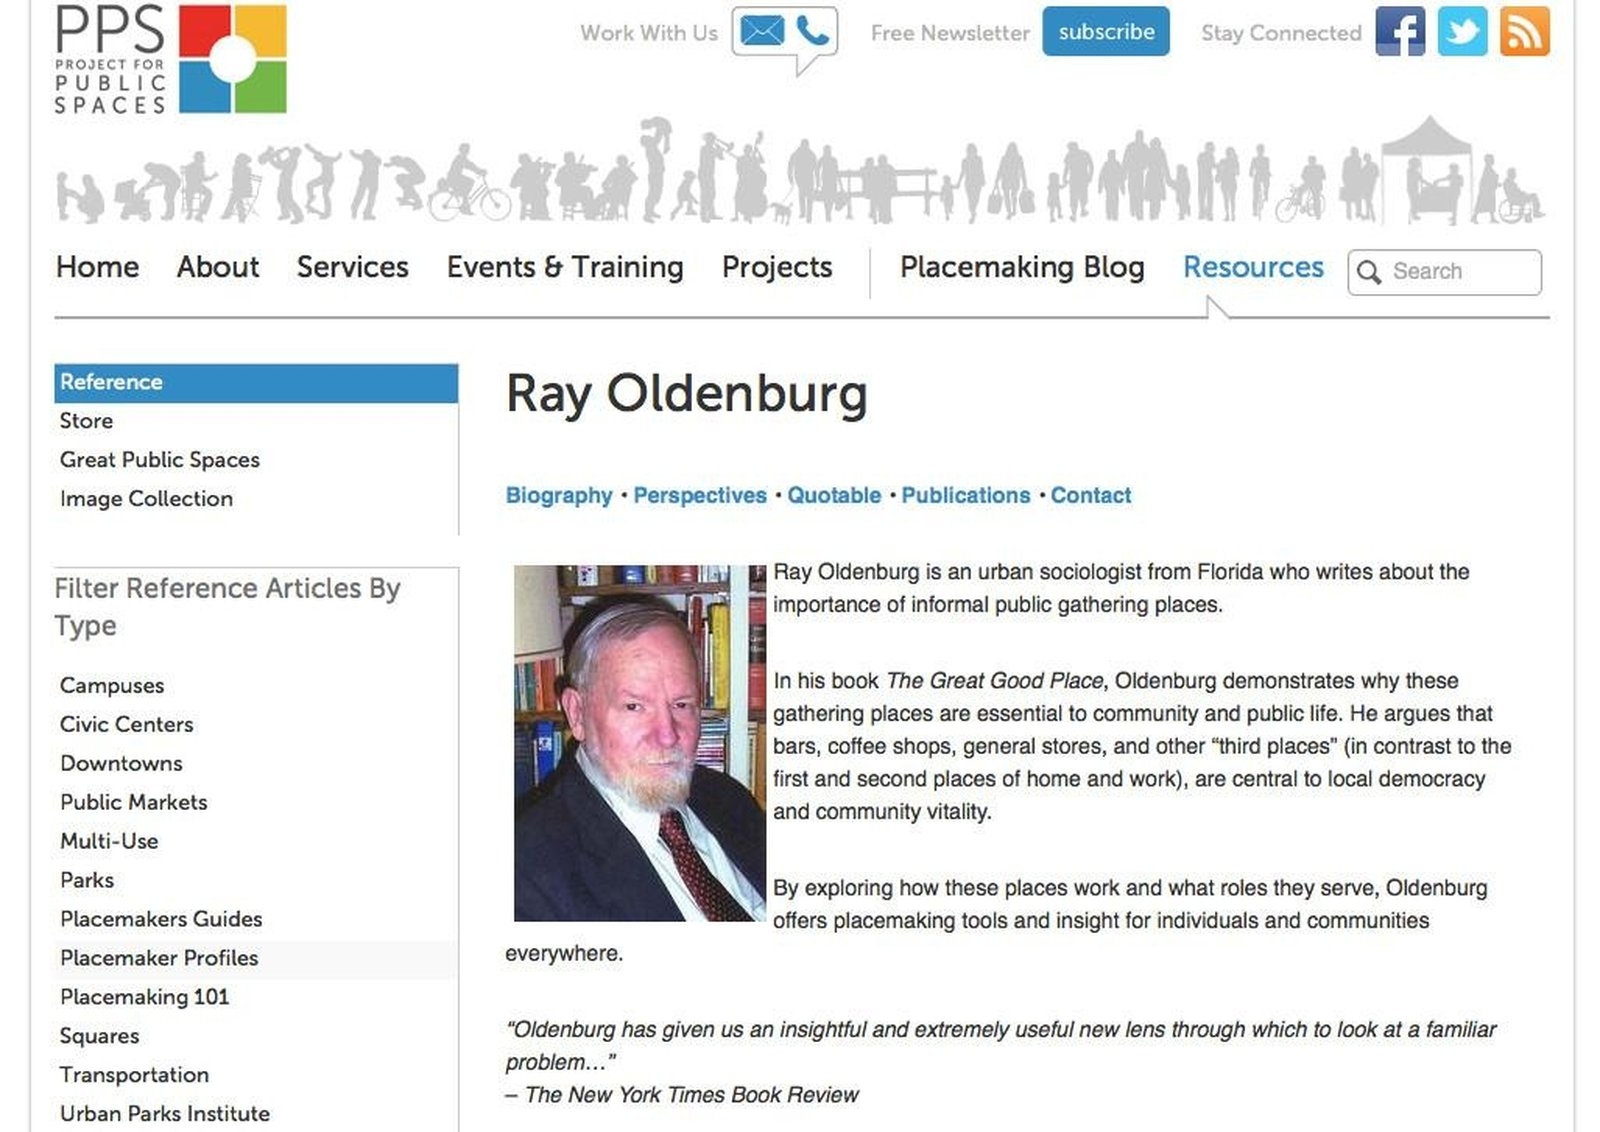 PPS
PROJECT FOR
PUBLIC
SPACES
Work With Us
Free Newsletter
subscribe
Stay Connected
Home
About
Services
Events & Training
Projects
Placemaking Blog
Resources
Search
Reference
Store
Great Public Spaces
Image Collection
Filter Reference Articles By
Type
Campuses
Civic Centers
Downtowns
Public Markets
Multi-Use
Parks
Placemakers Guides
Placemaker Profiles
Placemaking 101
Squares
Transportation
Urban Parks Institute
Ray Oldenburg
Biography • Perspectives • Quotable • Publications • Contact
Ray Oldenburg is an urban sociologist from Florida who writes about the
importance of informal public gathering places.
In his book The Great Good Place, Oldenburg demonstrates why these
gathering places are essential to community and public life. He argues that
bars, coffee shops, general stores, and other “third places” (in contrast to the
first and second places of home and work), are central to local democracy
and community vitality.
By exploring how these places work and what roles they serve, Oldenburg
offers placemaking tools and insight for individuals and communities
everywhere.
“Oldenburg has given us an insightful and extremely useful new lens through which to look at a familiar
problem…”
– The New York Times Book Review